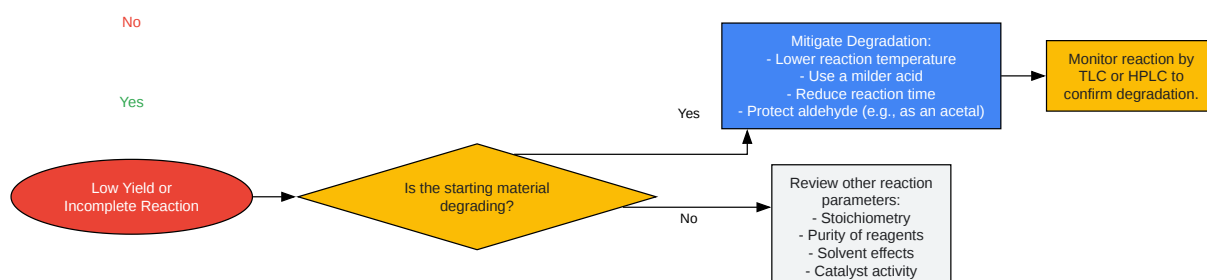 No
Yes
Low Yield or
Incomplete Reaction
Is the starting material
degrading?
Yes
No
Mitigate Degradation:
- Lower reaction temperature
- Use a milder acid
- Reduce reaction time
- Protect aldehyde (e.g., as an acetal)
Monitor reaction by
TLC or HPLC to
confirm degradation.
Review other reaction
parameters:
- Stoichiometry
- Purity of reagents
- Solvent effects
- Catalyst activity